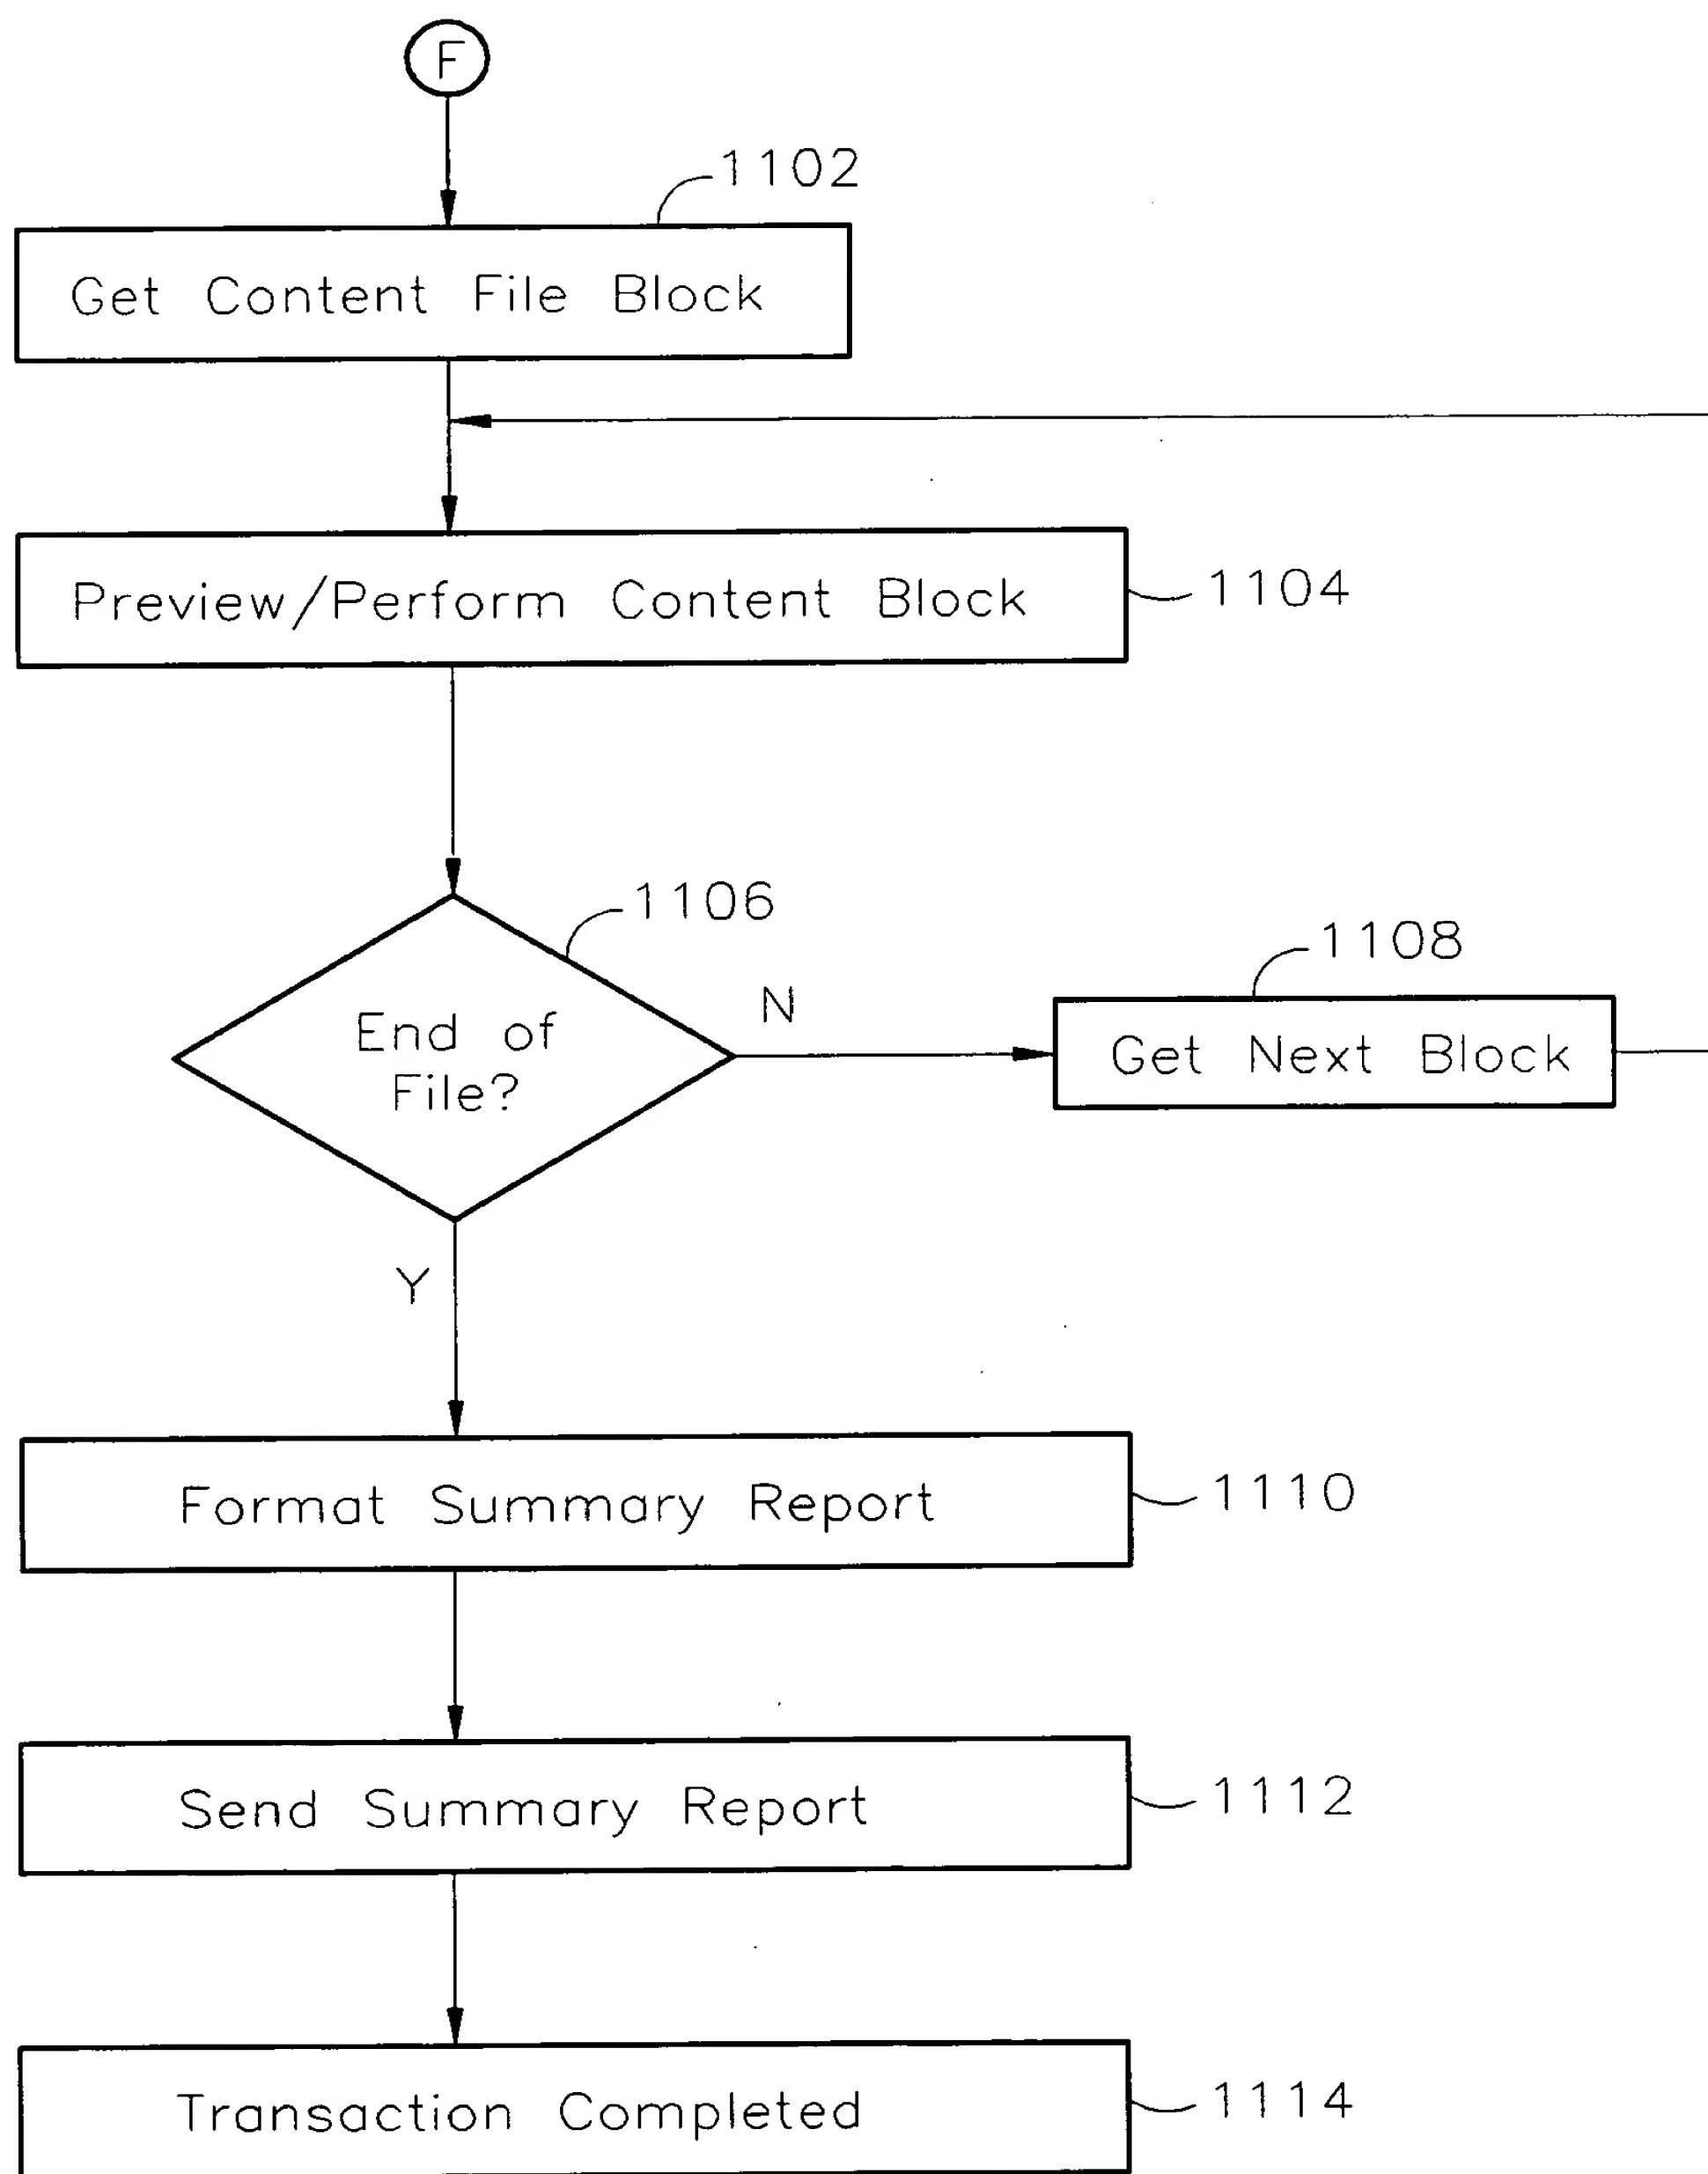 F
1102
Get Content File Block
Preview/Perform Content Block
1104
1106
End of
File?
N
1108
Get Next Block
Y
Format Summary Report
1110
Send Summary Report
1112
Transaction Completed
1114